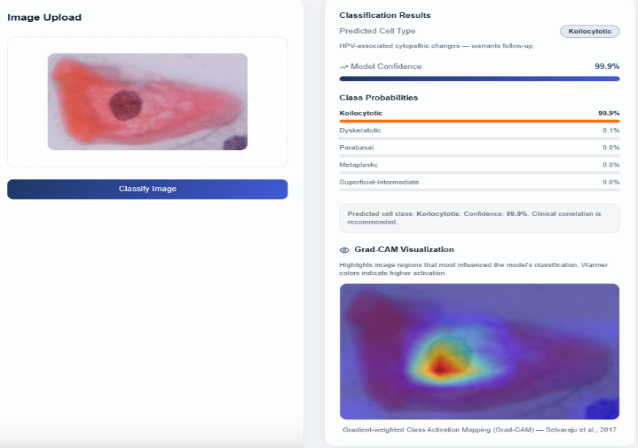 Image Upload
Classify Image
Classification Results
Predicted Cell Type
Koilocytotic
HPV-associated cytopathic changes — warrants follow-up
Model Confidence
99.9%
Class Probabilities
Koilocytotic
99.9%
Dyskeratotic
0.1%
Parabasal
0.0%
Metaplastic
0.0%
Superficial-Intermediate
0.0%
Predicted cell class: Koilocytotic. Confidence: 99.9%. Clinical correlation is
recommended.
Grad-CAM Visualization
Highlights image regions that most influenced the model's classification. Warmer
colors indicate higher activation.
Gradient-weighted Class Activation Mapping (Grad-CAM) — Selvaraju et al., 2017